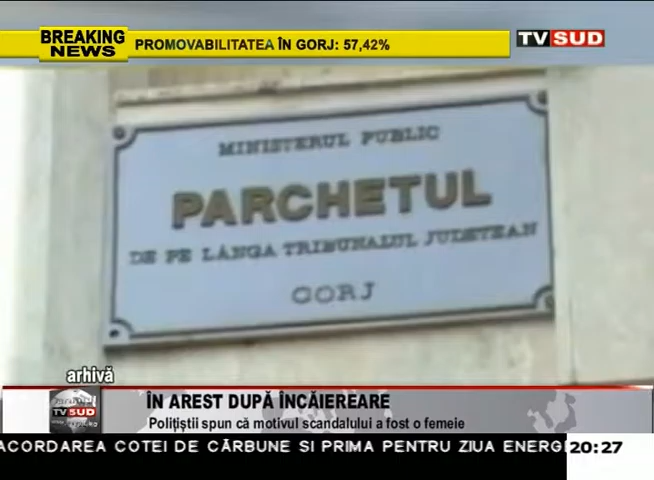 BREAKING
NEWS
PROMOVABILITATEA ÎN GORJ: 57,42%
TV SUD
MINISTERUL PUBLIC
PARCHETUL
DE PE LÂNGA TRIBUNALUL JUDEŢEAN
GORJ
arhivă
TV SUD
ÎN AREST DUPĂ ÎNCĂIERARE
Poliţiştii spun că motivul scandalului a fost o femeie
ACORDAREA COTEI DE CĂRBUNE SI PRIMA PENTRU ZIUA ENERG
20:27